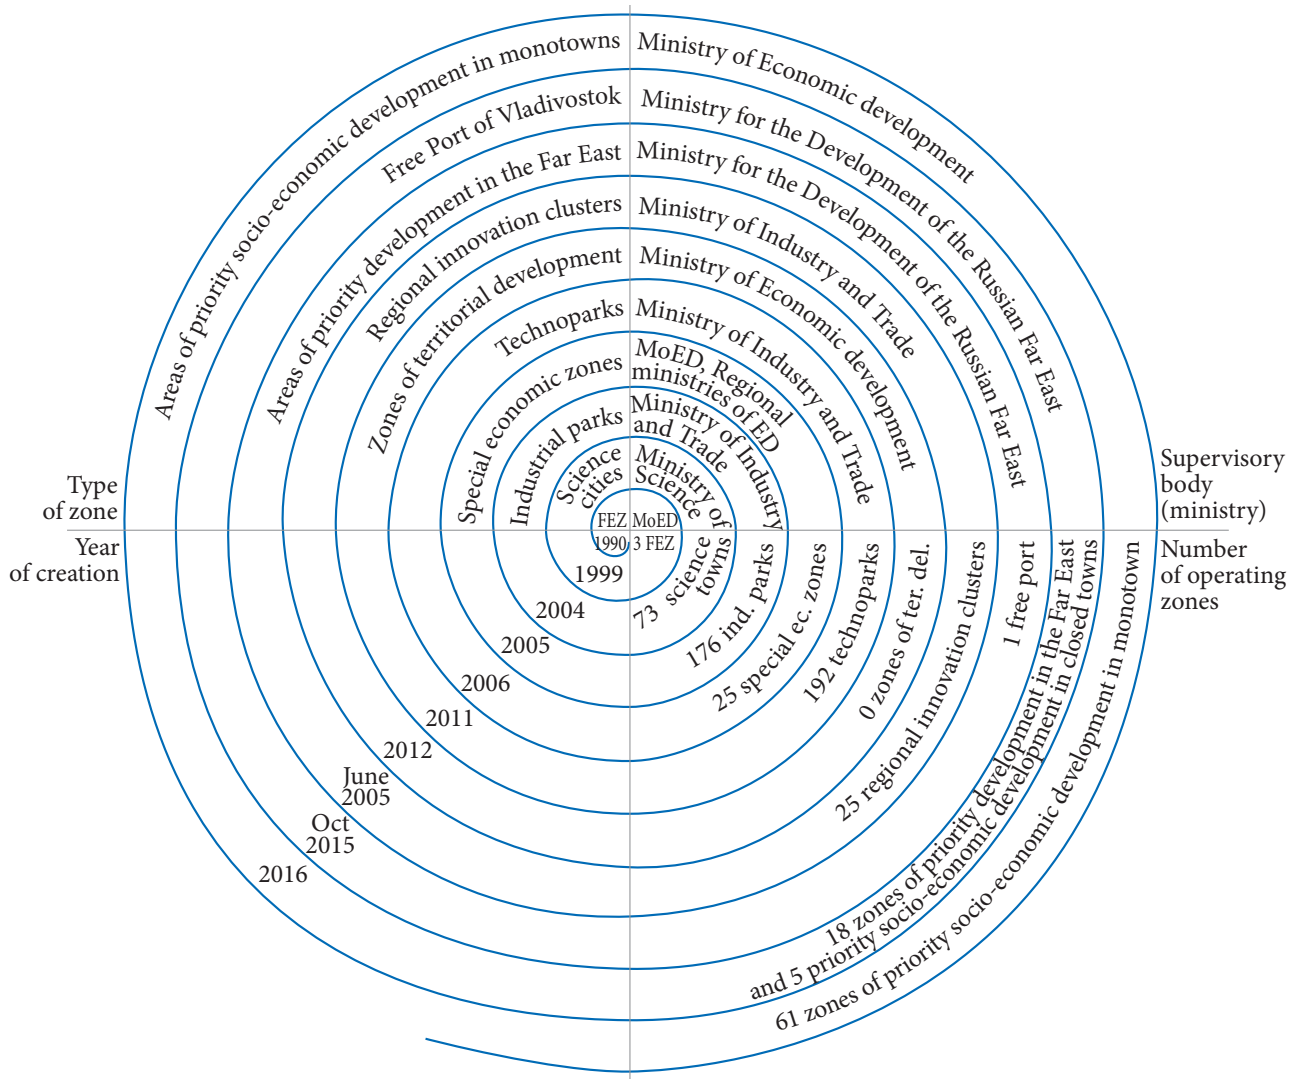 Type
of zone
Areas of priority socio-economic development in monotowns
Free Port of Vladivostok
Areas of priority development in the Far East
Regional innovation clusters
Zones of territorial development
Technoparks
Special economic zones
Industrial parks
Science
cities
FEZ
Supervisory
body
(ministry)
Ministry of Economic development
Ministry for the Development of the Russian Far East
Ministry for the Development of the Russian Far East
Ministry of Industry and Trade
Ministry of Economic development
Ministry of Industry and Trade
MoED, Regional
ministries of ED
Ministry of Industry
and Trade
Ministry of
Science
MoED
Year
of creation
1990
1999
2004
2005
2006
2011
2012
June
2005
Oct
2015
2016
Number
of operating
zones
3 FEZ
73 science
towns
176 ind. parks
25 special ec. zones
192 technoparks
0 zones of ter. del.
25 regional innovation clusters
1 free port
18 zones of priority development in the Far East
and 5 priority socio-economic development in closed towns
61 zones of priority socio-economic development in monotown